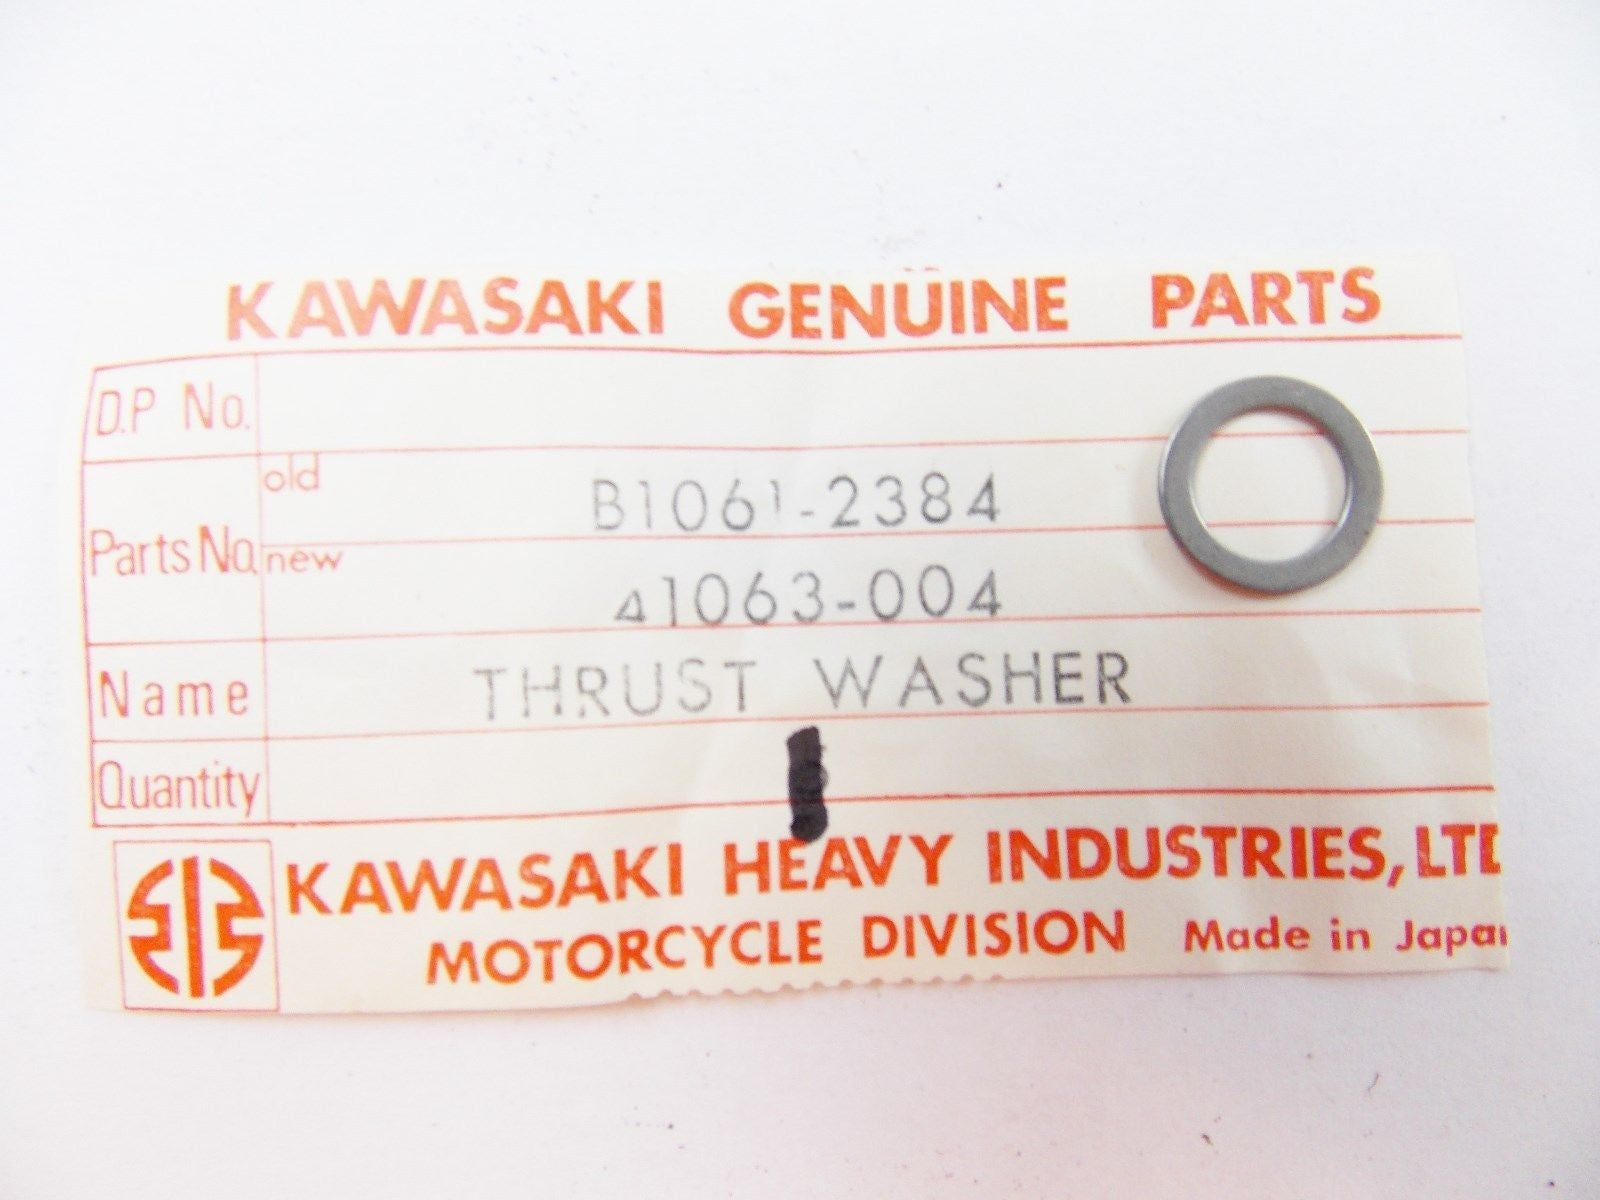 KAWASAKI GENUINE PARTS
D.P No.
Parts No. old B1061-2384
new 41063-004
Name THRUST WASHER
Quantity 1
KAWASAKI HEAVY INDUSTRIES, LTD
MOTORCYCLE DIVISION Made in Japan